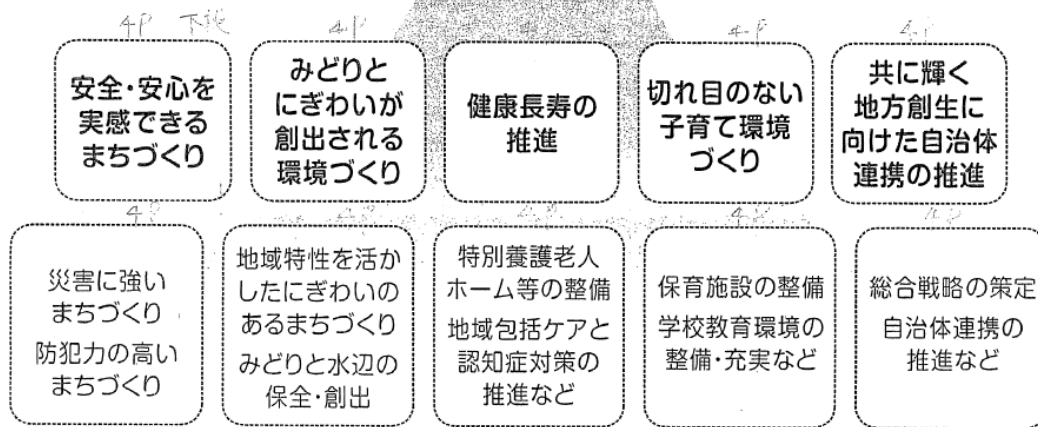 4P 下地
4P
4P
4P
安全・安心を
実感できる
まちづくり
みどりと
にぎわいが
創出される
環境づくり
健康長寿の
推進
切れ目のない
子育て環境
づくり
共に輝く
地方創生に
向けた自治体
連携の推進
4P
4P
4P
4P
4P
災害に強い
まちづくり
防犯力の高い
まちづくり
地域特性を活か
したにぎわいの
あるまちづくり
みどりと水辺の
保全・創出
特別養護老人
ホーム等の整備
地域包括ケアと
認知症対策の
推進など
保育施設の整備
学校教育環境の
整備・充実など
総合戦略の策定
自治体連携の
推進など